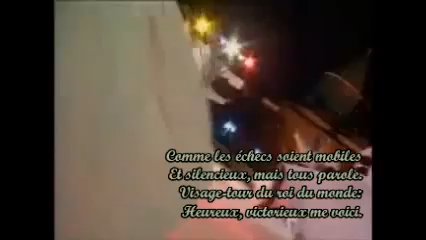 Comme les échecs soient mobiles
Et silencieux, mais tous parole.
Visage-tour du roi du monde:
Heureux, victorieux me voici.